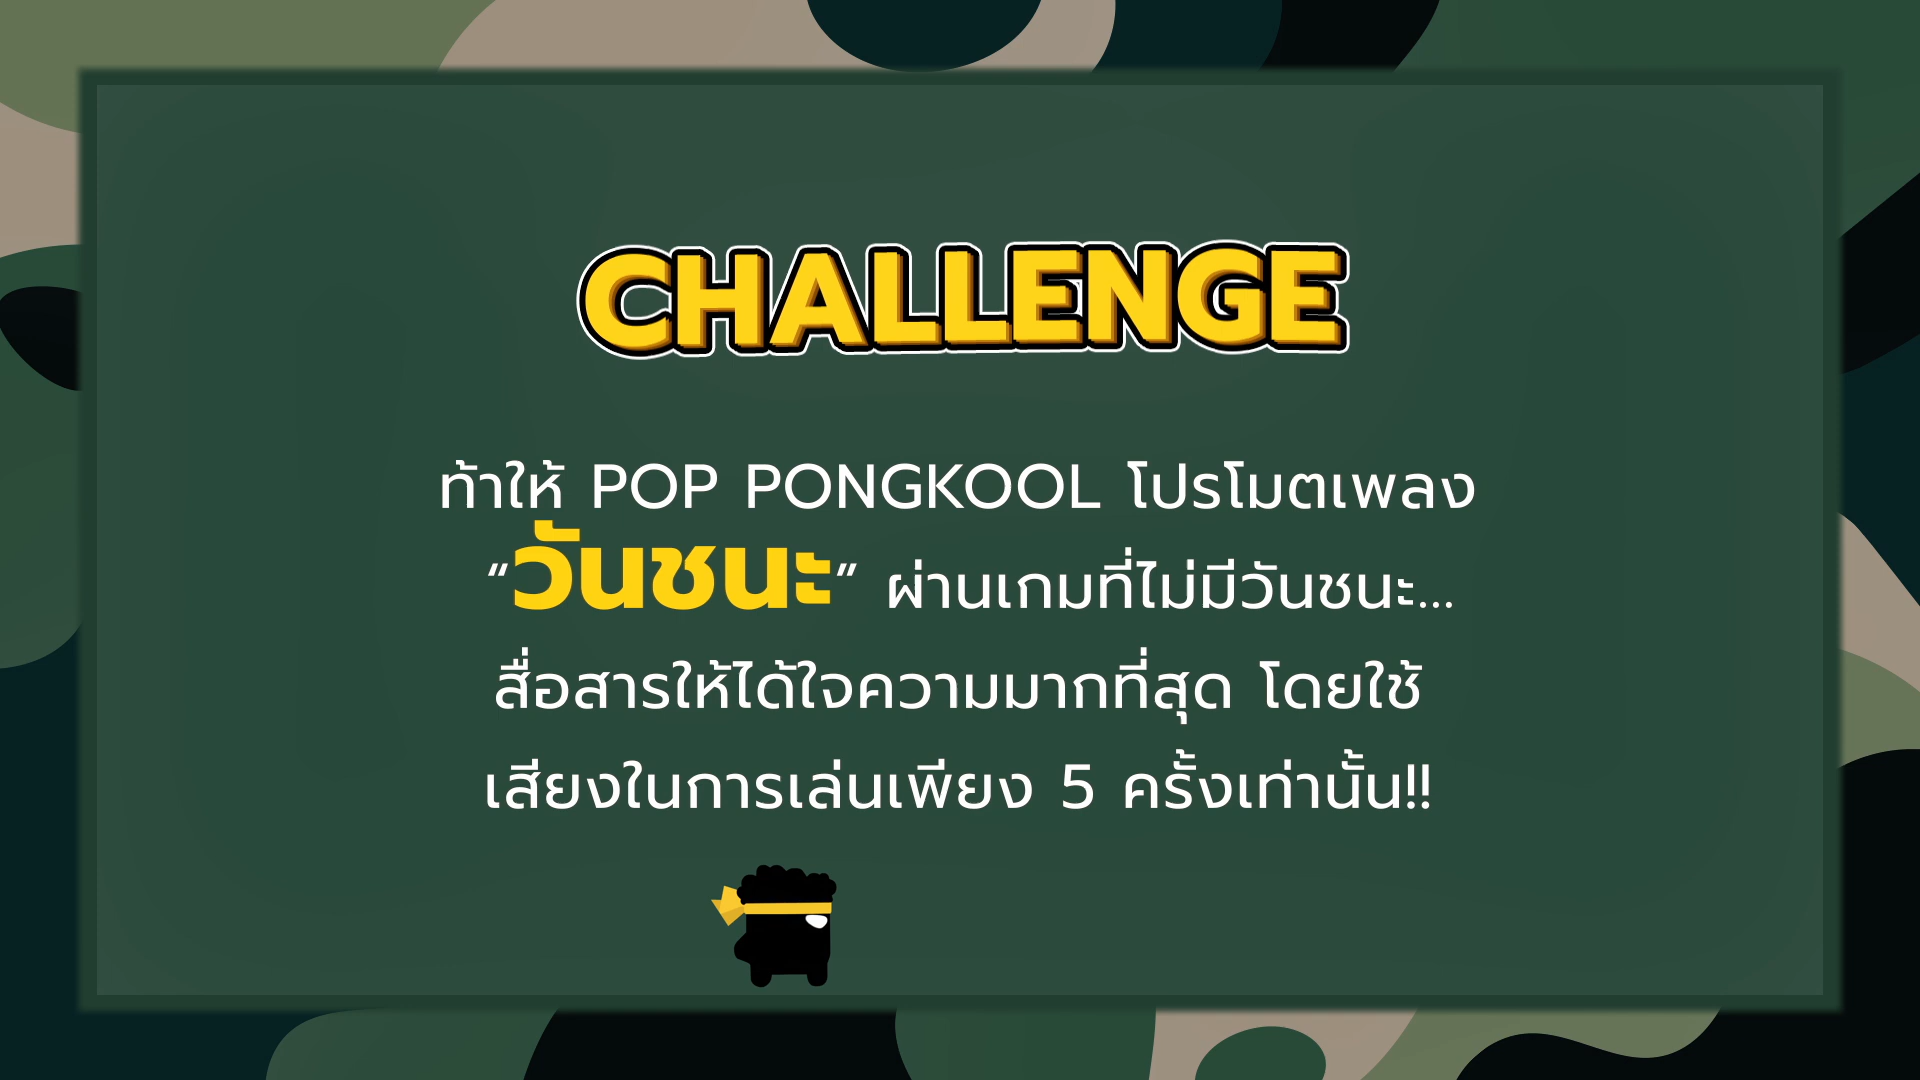 CHALLENGE
ท้าให้ POP PONGKOOL โปรโมตเพลง
“วันชนะ” ผ่านเกมที่ไม่มีวันชนะ...
สื่อสารให้ได้ใจความมากที่สุด โดยใช้
เสียงในการเล่นเพียง 5 ครั้งเท่านั้น!!